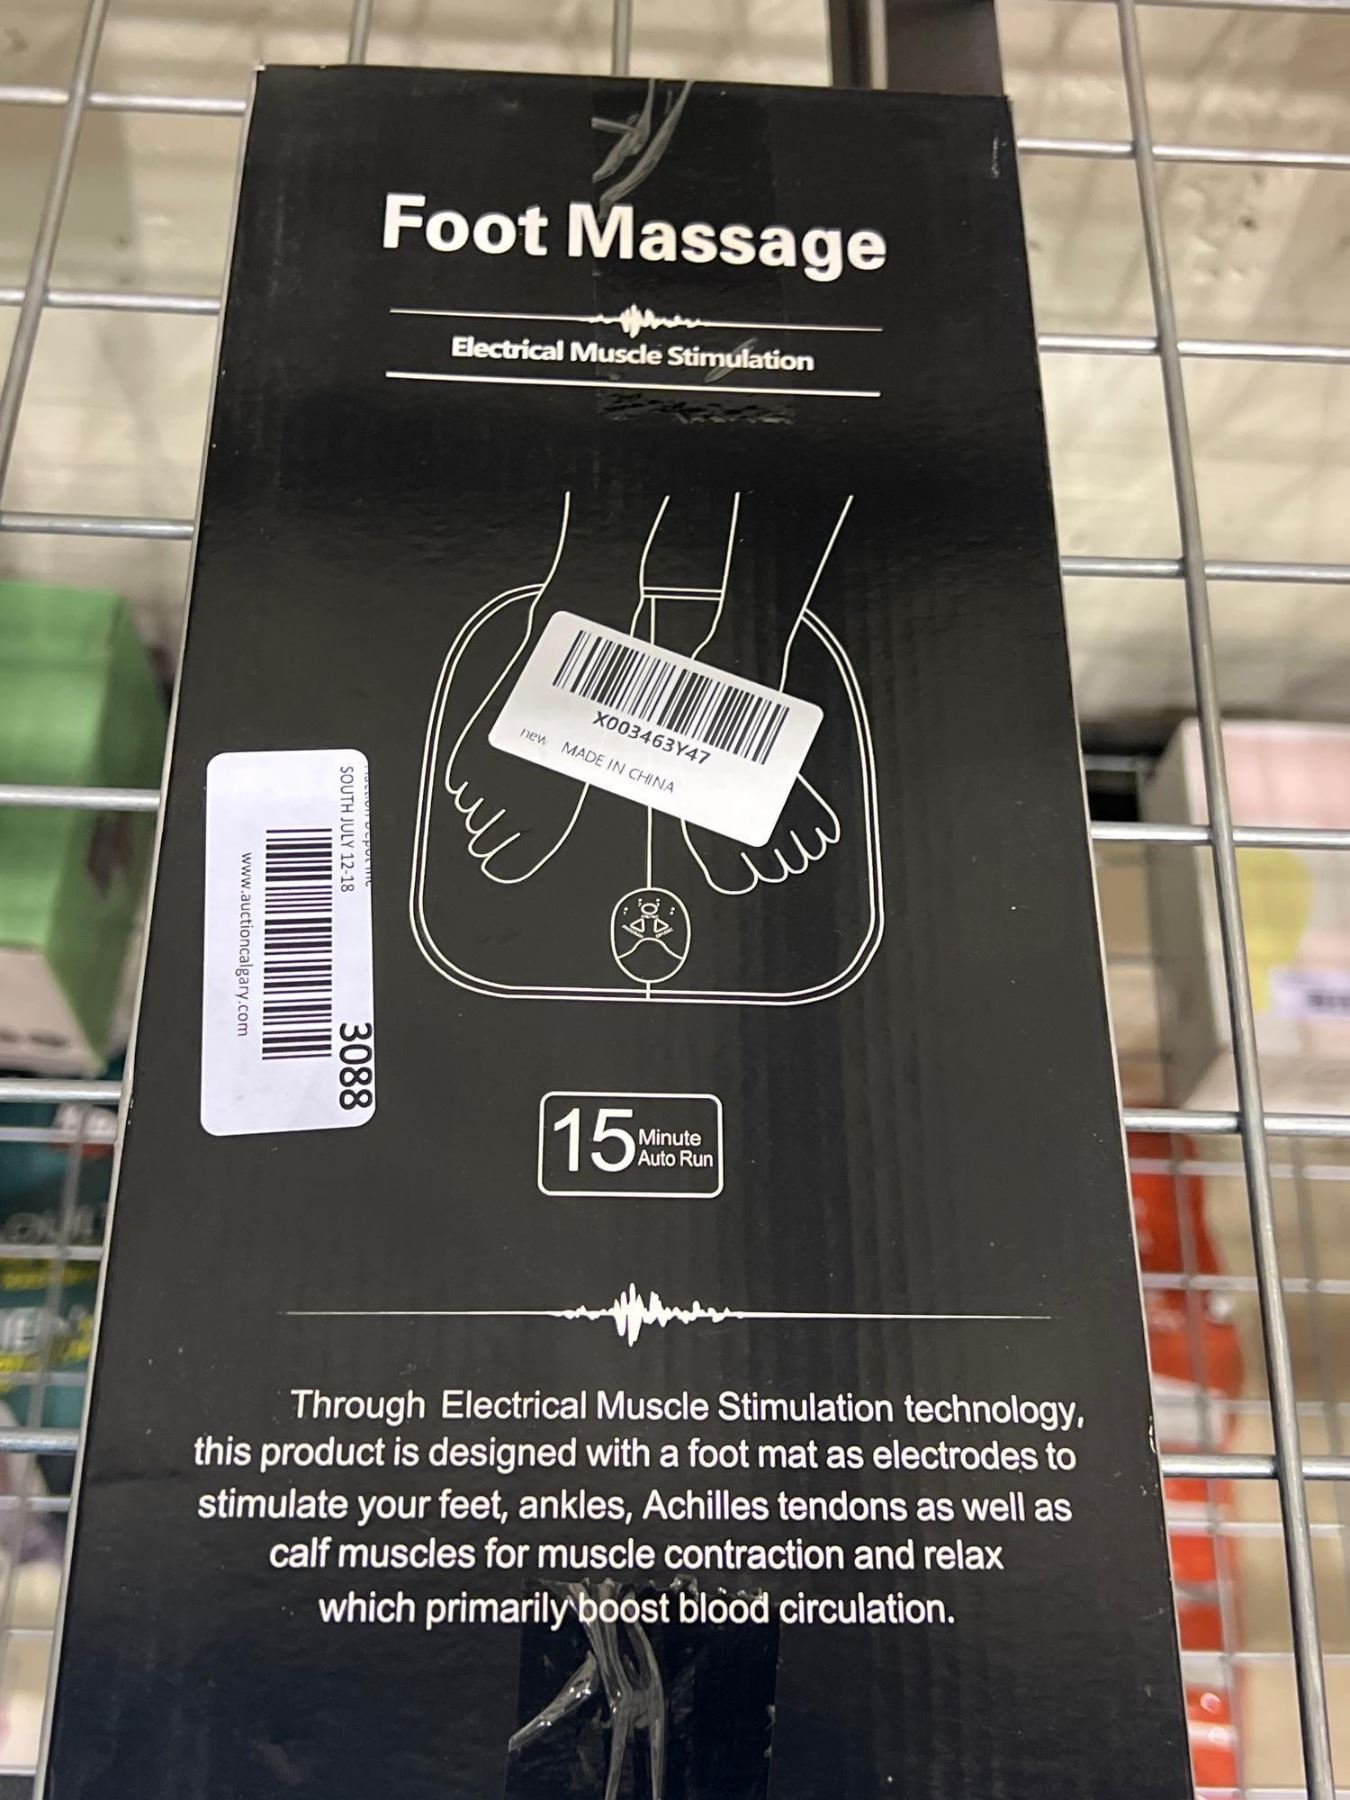 Foot Massage
Electrical Muscle Stimulation
X003463Y47
new MADE IN CHINA
SOUTH JULY 12-18
3088
www.auctioncalgary.com
15 Minute
Auto Run
Through Electrical Muscle Stimulation technology,
this product is designed with a foot mat as electrodes to
stimulate your feet, ankles, Achilles tendons as well as
calf muscles for muscle contraction and relax
which primarily boost blood circulation.